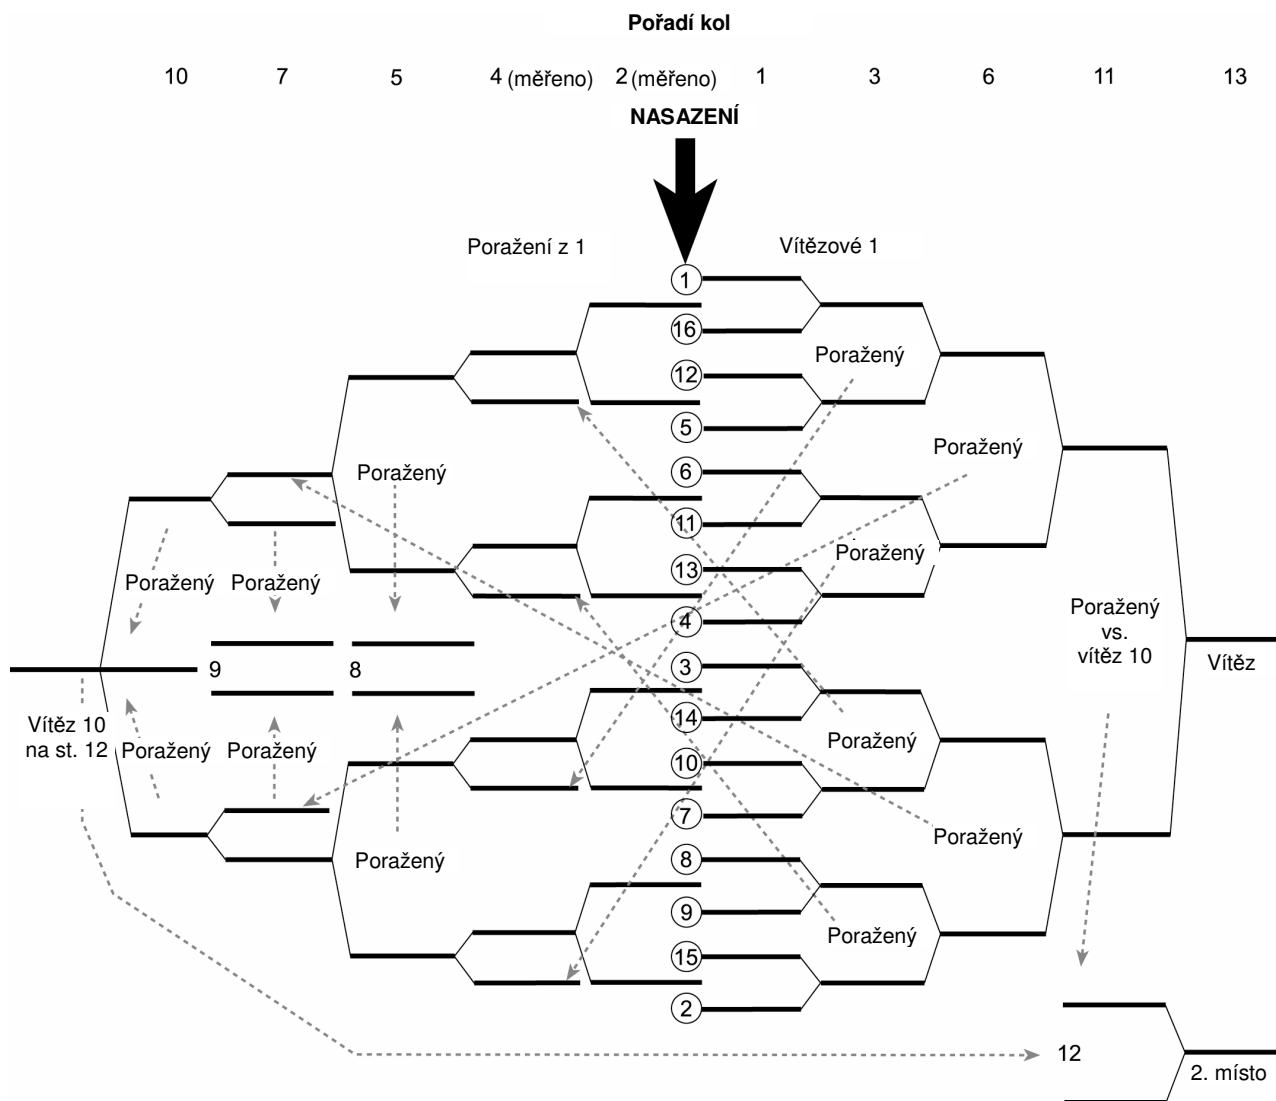 Pořadí kol
10 7 5 4 (měřeno) 2 (měřeno) 1 3 6 11 13
NASAZENÍ
Poražení z 1 Vítězové 1
1
16
Poražený
12
5
Poražený
Poražený
6
11
Poražený
13
Poražený Poražený
Poražený
vs.
vítěz 10
4
9 8
3
Vítěz
Vítěz 10
na st. 12
14
Poražený Poražený
Poražený
10
7
Poražený
Poražený
8
9
Poražený
15
2
12
2. místo